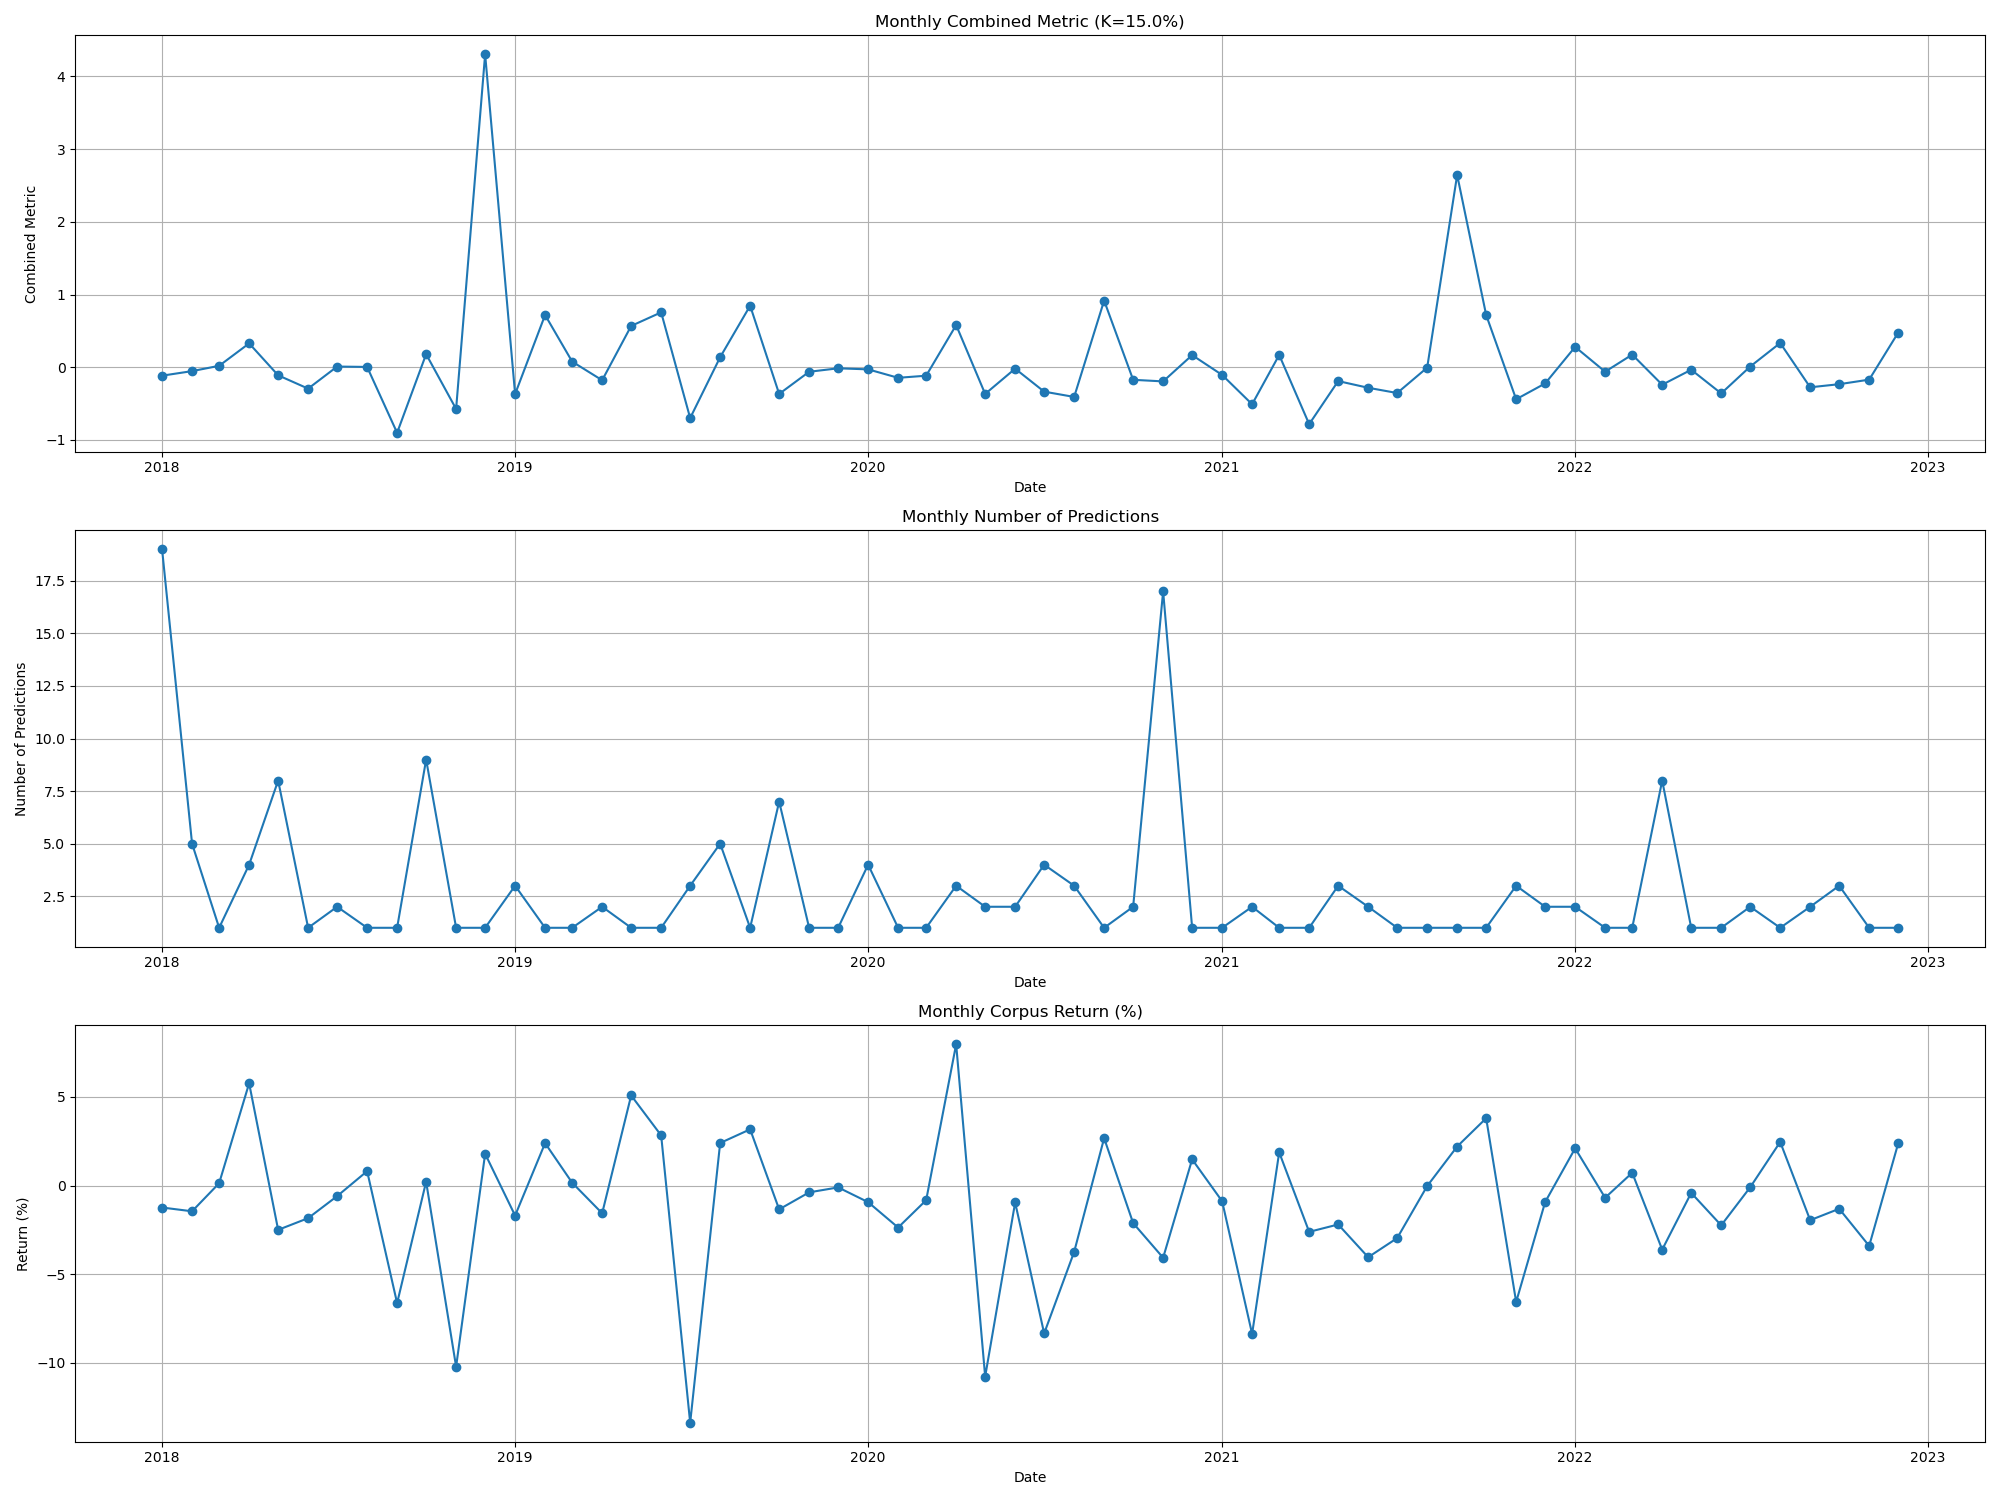 Monthly Combined Metric (K=15.0%)
Combined Metric
4
3
2
1
0
−1
2018 2019 2020 2021 2022 2023
Date
Monthly Number of Predictions
Number of Predictions
17.5
15.0
12.5
10.0
7.5
5.0
2.5
2018 2019 2020 2021 2022 2023
Date
Monthly Corpus Return (%)
Return (%)
5
0
−5
−10
2018 2019 2020 2021 2022 2023
Date